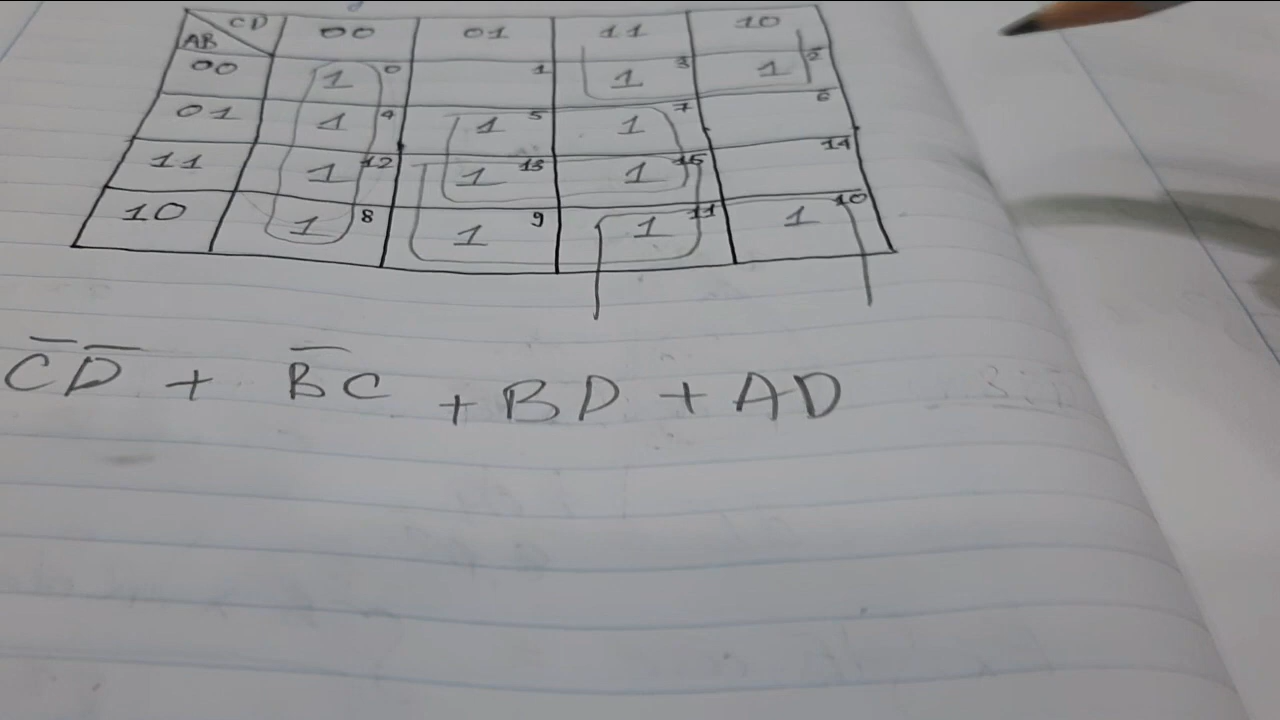 CD 00 01 11 10
AB
00 1 0 1 1 3 1 2
01 1 4 1 5 1 7 6
11 1 12 1 13 1 15 14
10 1 8 1 9 1 11 1 10
C̅D̅ + B̅C + BD + AD